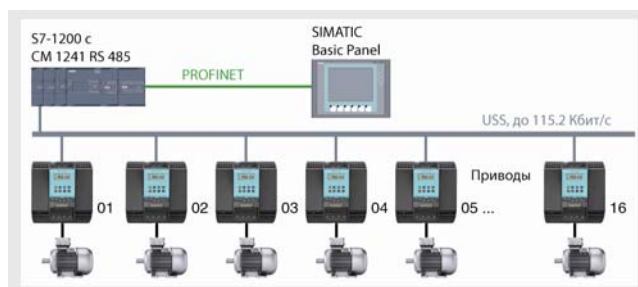 S7-1200 с
CM 1241 RS 485
SIMATIC
Basic Panel
PROFINET
USS, до 115.2 Кбит/с
Приводы
01
02
03
04
05 ...
16